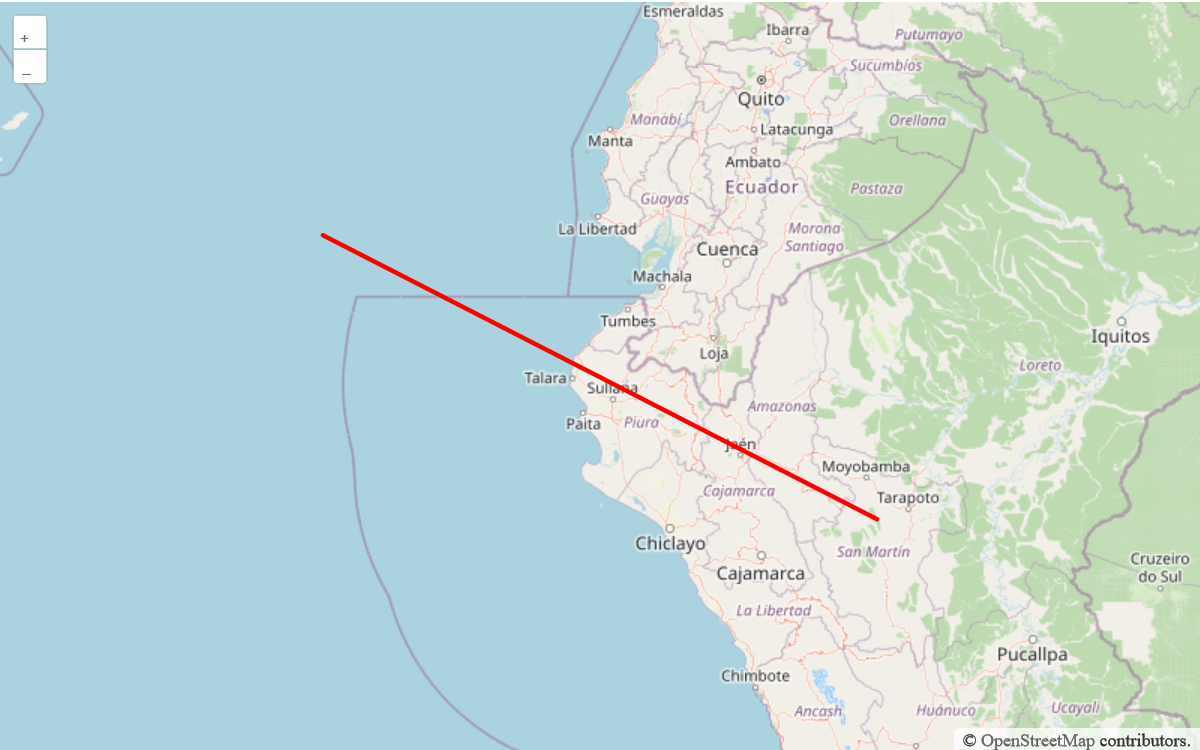 +
–
Esmeraldas
Ibarra
Putumayo
Sucumbíos
Quito
Manabí
Latacunga
Orellana
Manta
Ambato
Ecuador
Pastaza
Guayas
La Libertad
Morona
Santiago
Cuenca
Machala
Tumbes
Iquitos
Loja
Loreto
Talara
Sullana
Amazonas
Paita
Piura
Jaén
Moyobamba
Cajamarca
Tarapoto
Chiclayo
San Martín
Cruzeiro
do Sul
Cajamarca
La Libertad
Pucallpa
Chimbote
Ancash
Huánuco
Ucayali
© OpenStreetMap contributors.